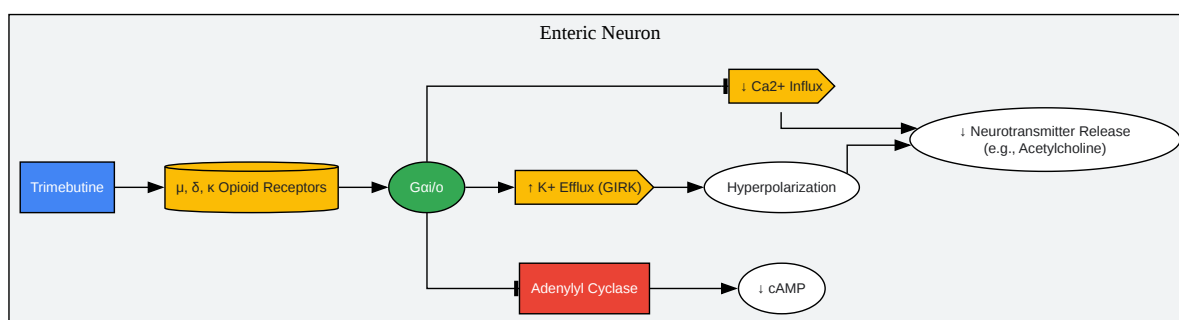 Enteric Neuron
↓ Ca2+ Influx
↓ Neurotransmitter Release
(e.g., Acetylcholine)
Trimebutine
μ, δ, κ Opioid Receptors
Gαi/o
↑ K+ Efflux (GIRK)
Hyperpolarization
Adenylyl Cyclase
↓ cAMP